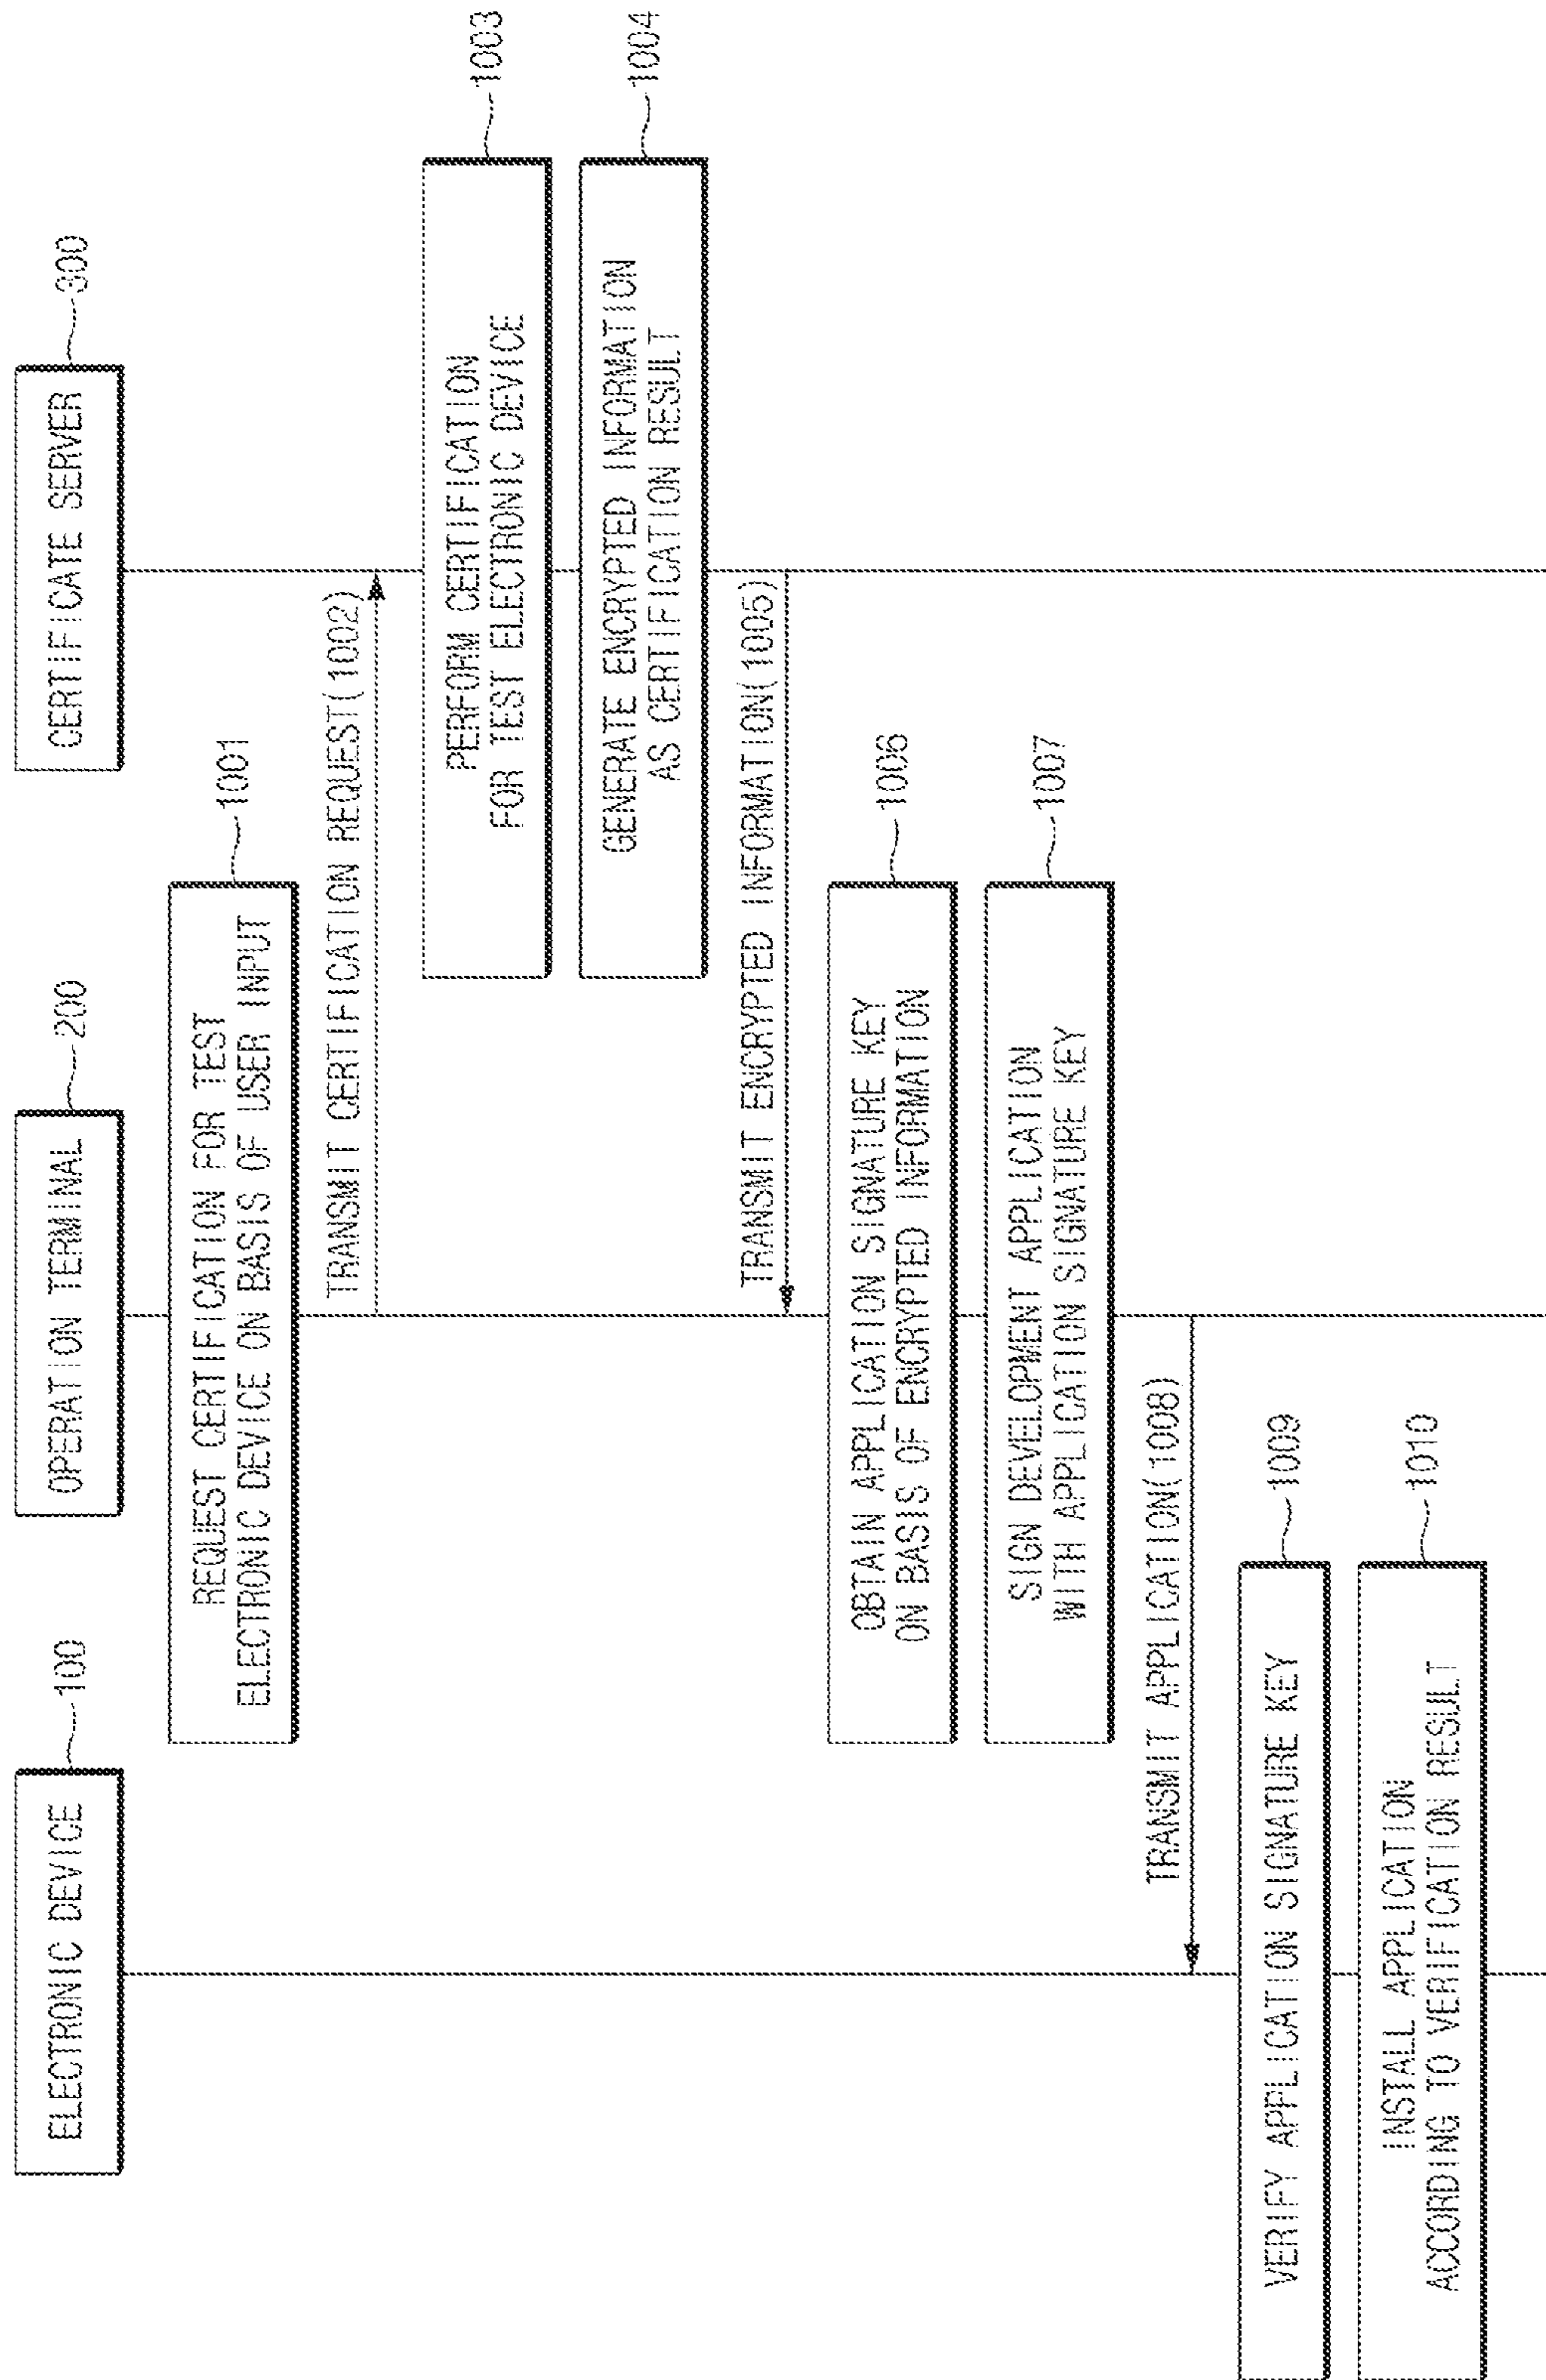 ELECTRONIC DEVICE
100
OPERATION TERMINAL
200
CERTIFICATE SERVER
300
REQUEST CERTIFICATION FOR TEST
ELECTRONIC DEVICE ON BASIS OF USER INPUT
1001
TRANSMIT CERTIFICATION REQUEST(1002)
PERFORM CERTIFICATION
FOR TEST ELECTRONIC DEVICE
1003
GENERATE ENCRYPTED INFORMATION
AS CERTIFICATION RESULT
1004
TRANSMIT ENCRYPTED INFORMATION(1005)
OBTAIN APPLICATION SIGNATURE KEY
ON BASIS OF ENCRYPTED INFORMATION
1006
SIGN DEVELOPMENT APPLICATION
WITH APPLICATION SIGNATURE KEY
1007
TRANSMIT APPLICATION(1008)
VERIFY APPLICATION SIGNATURE KEY
1009
INSTALL APPLICATION
ACCORDING TO VERIFICATION RESULT
1010